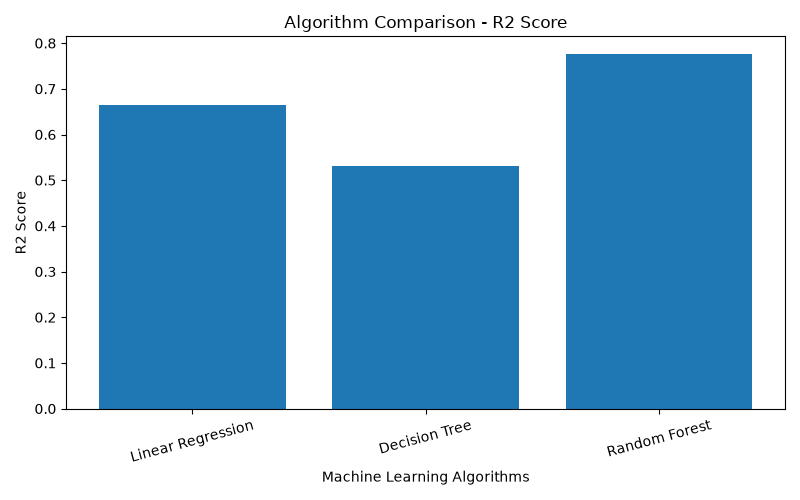 Algorithm Comparison - R2 Score
0.8
0.7
0.6
0.5
0.4
0.3
0.2
0.1
0.0
R2 Score
Linear Regression
Decision Tree
Random Forest
Machine Learning Algorithms